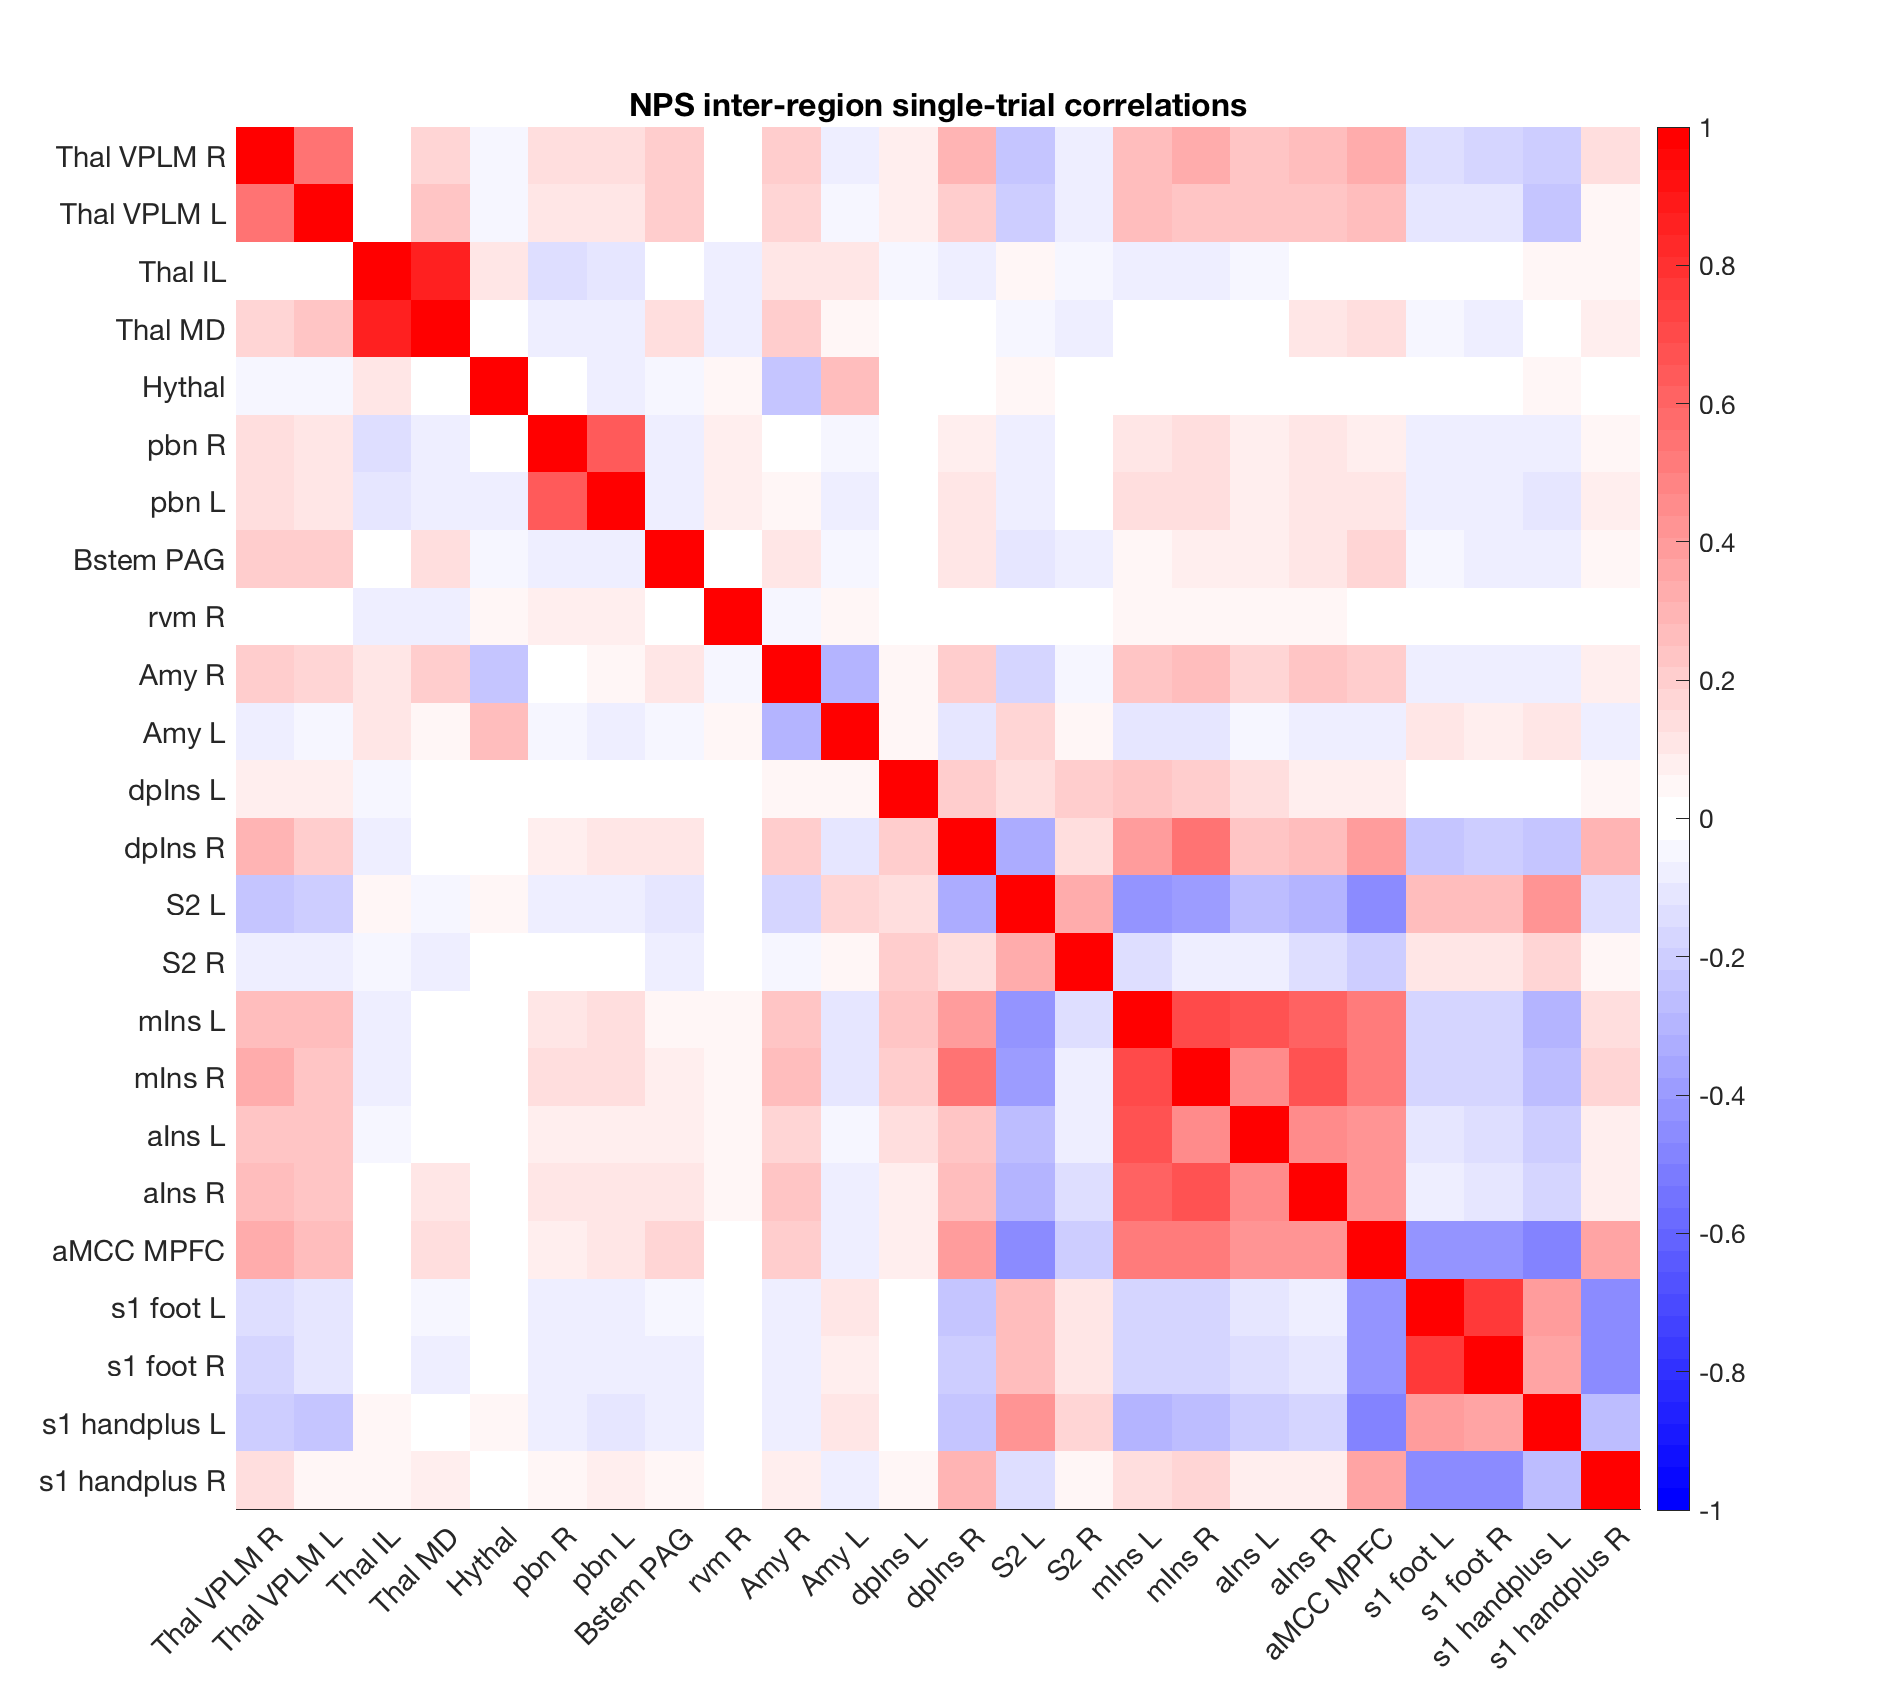 NPS inter-region single-trial correlations
Thal VPLM R
Thal VPLM L
Thal IL
Thal MD
Hythal
pbn R
pbn L
Bstem PAG
rvm R
Amy R
Amy L
dpIns L
dpIns R
S2 L
S2 R
mIns L
mIns R
aIns L
aIns R
aMCC MPFC
s1 foot L
s1 foot R
s1 handplus L
s1 handplus R
Thal VPLM R
Thal VPLM L
Thal IL
Thal MD
Hythal
pbn R
pbn L
Bstem PAG
rvm R
Amy R
Amy L
dpIns L
dpIns R
S2 L
S2 R
mIns L
mIns R
aIns L
aIns R
aMCC MPFC
s1 foot L
s1 foot R
s1 handplus L
s1 handplus R
1
0.8
0.6
0.4
0.2
0
-0.2
-0.4
-0.6
-0.8
-1